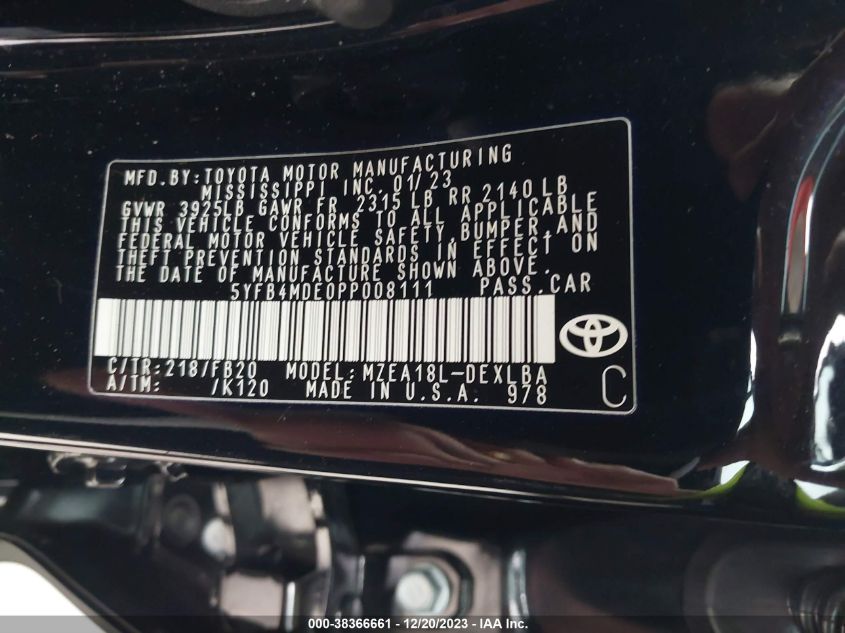 MFD.BY:TOYOTA MOTOR MANUFACTURING
MISSISSIPPI INC. 01/23
GVWR 3925LB GAWR FR 2315 LB RR 2140 LB
THIS VEHICLE CONFORMS TO ALL APPLICABLE
FEDERAL MOTOR VEHICLE SAFETY, BUMPER, AND
THEFT PREVENTION STANDARDS IN EFFECT ON
THE DATE OF MANUFACTURE SHOWN ABOVE.
5YFB4MDE0PP008111 PASS.CAR
C/TR:218/FB20 MODEL:MZEA18L-DEXLBA
A/TM: /K120 MADE IN U.S.A. 978
C
000-38366661 - 12/20/2023 - IAA Inc.